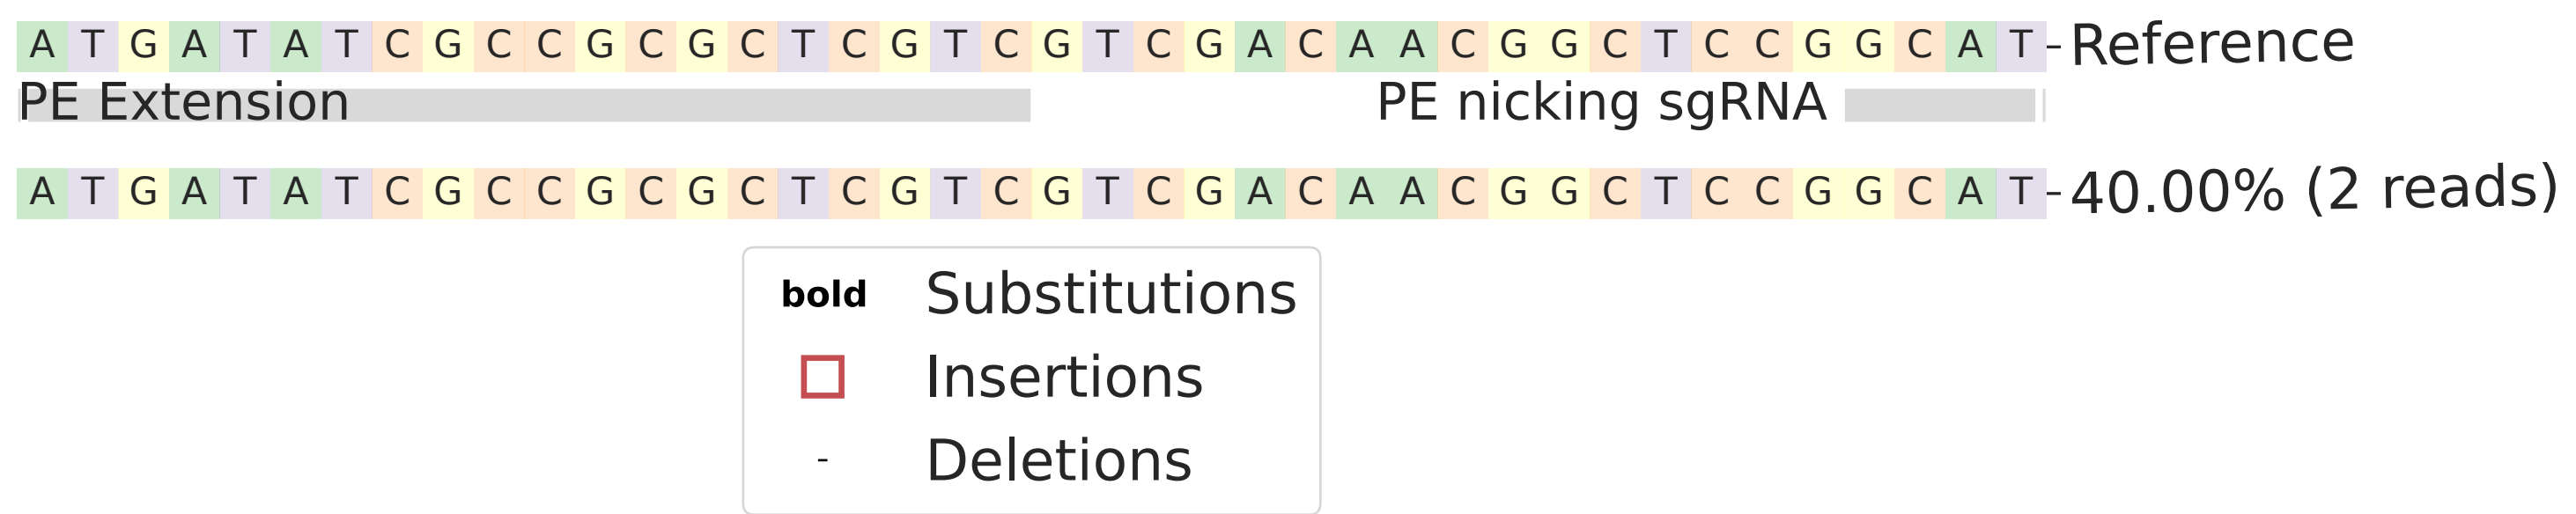 A T G A T A T C G C C G C G C T C G T C G T C G A C A A C G G C T C C G G C A T - Reference
PE Extension PE nicking sgRNA
A T G A T A T C G C C G C G C T C G T C G T C G A C A A C G G C T C C G G C A T - 40.00% (2 reads)
bold Substitutions
Insertions
- Deletions